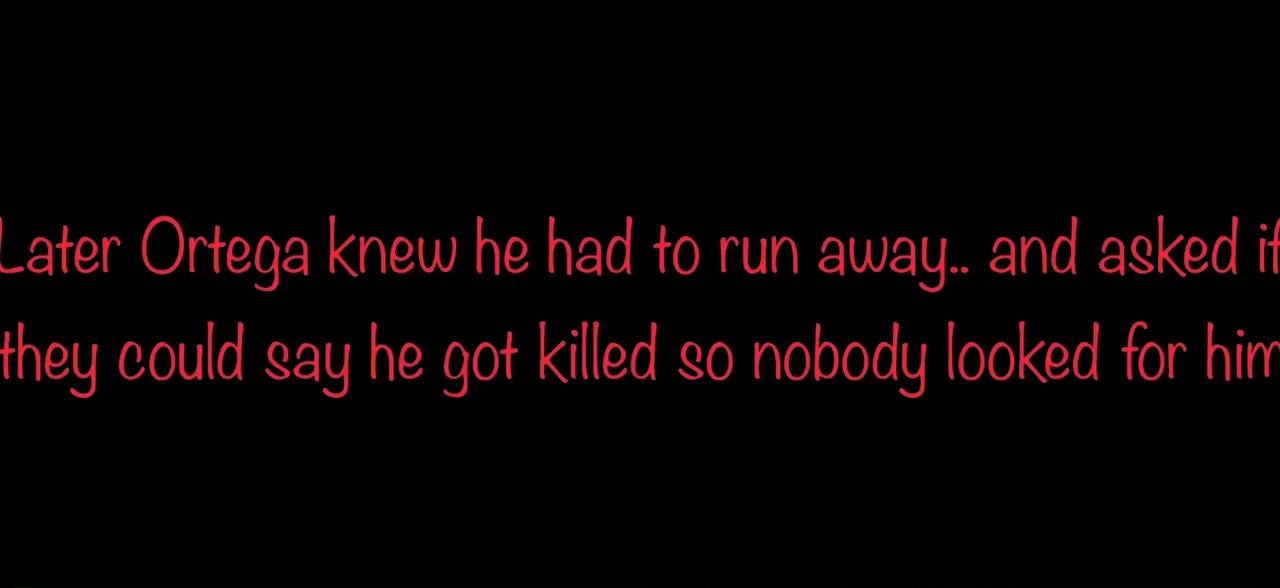 Later Ortega knew he had to run away.. and asked if
they could say he got killed so nobody looked for him